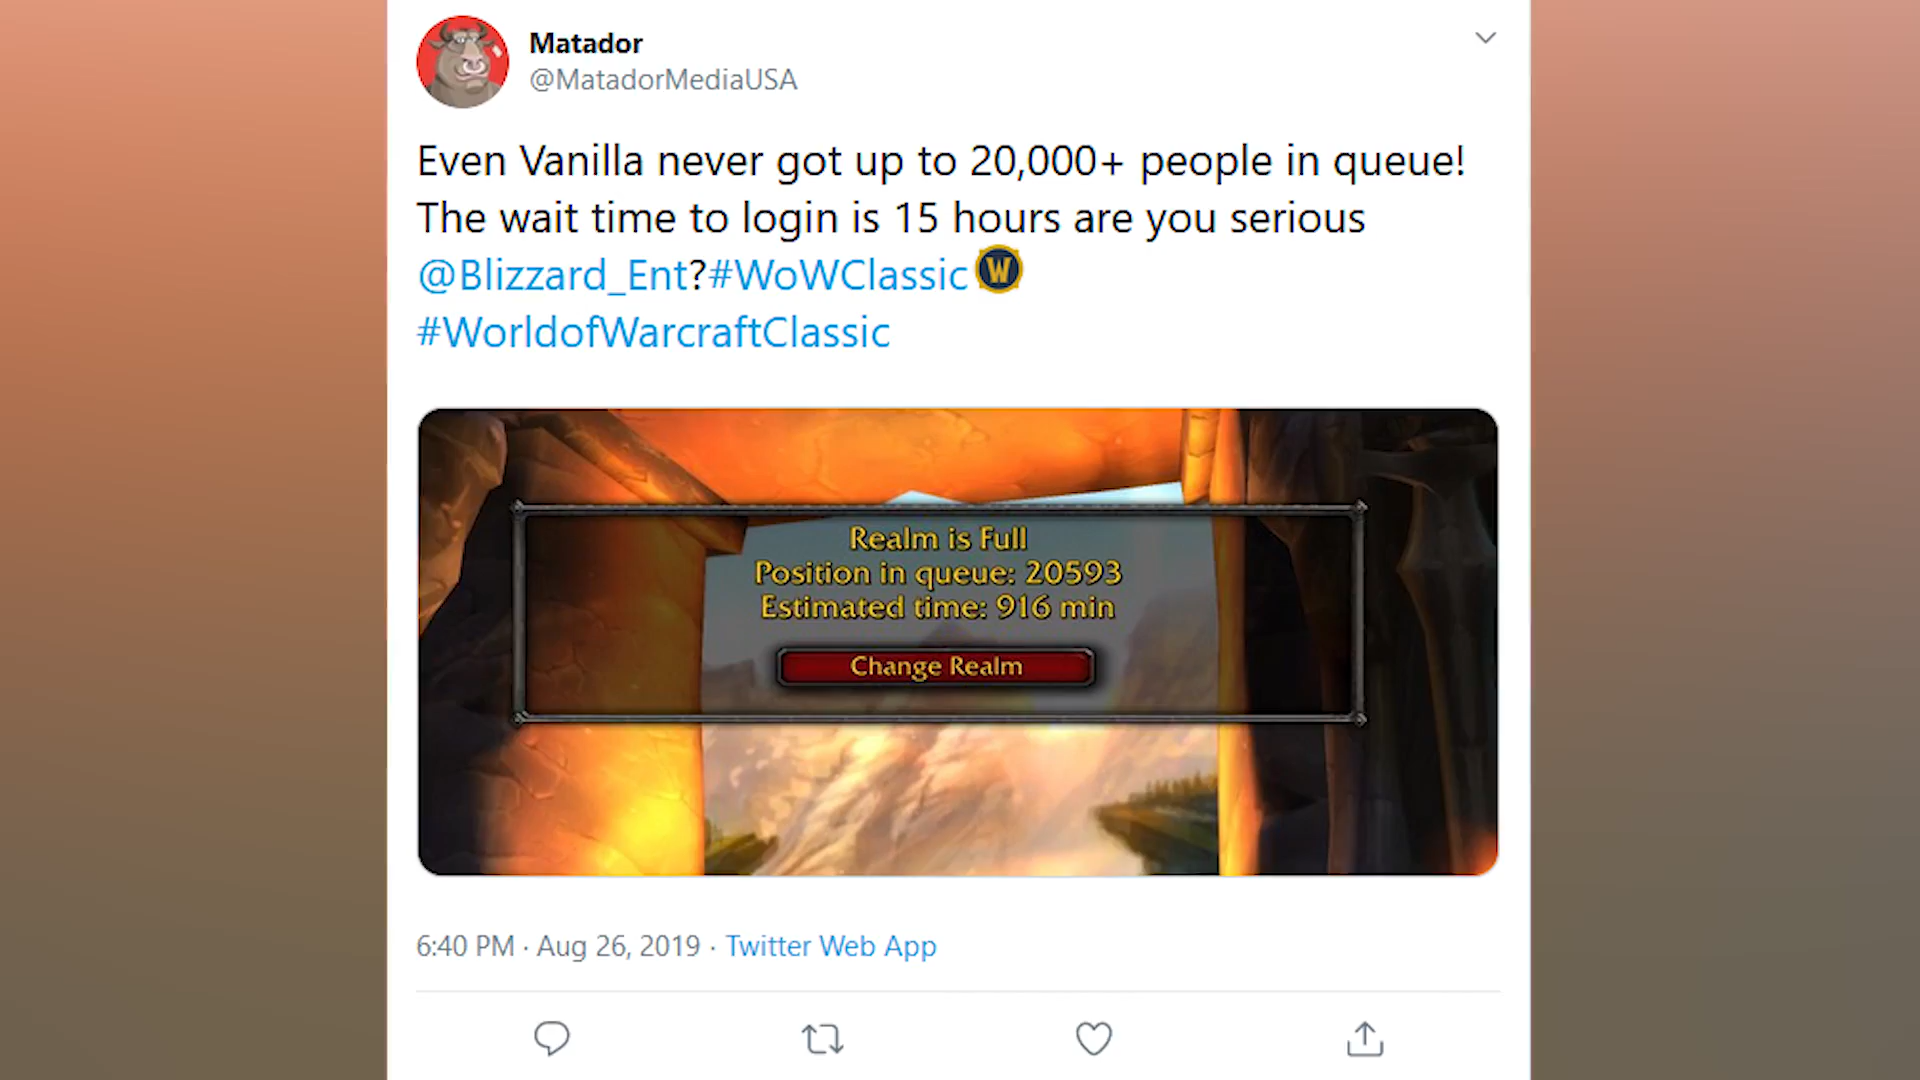 Matador
@MatadorMediaUSA
Even Vanilla never got up to 20,000+ people in queue!
The wait time to login is 15 hours are you serious
@Blizzard_Ent?#WoWClassic W
#WorldofWarcraftClassic
Realm is Full
Position in queue: 20593
Estimated time: 916 min
Change Realm
6:40 PM · Aug 26, 2019 · Twitter Web App